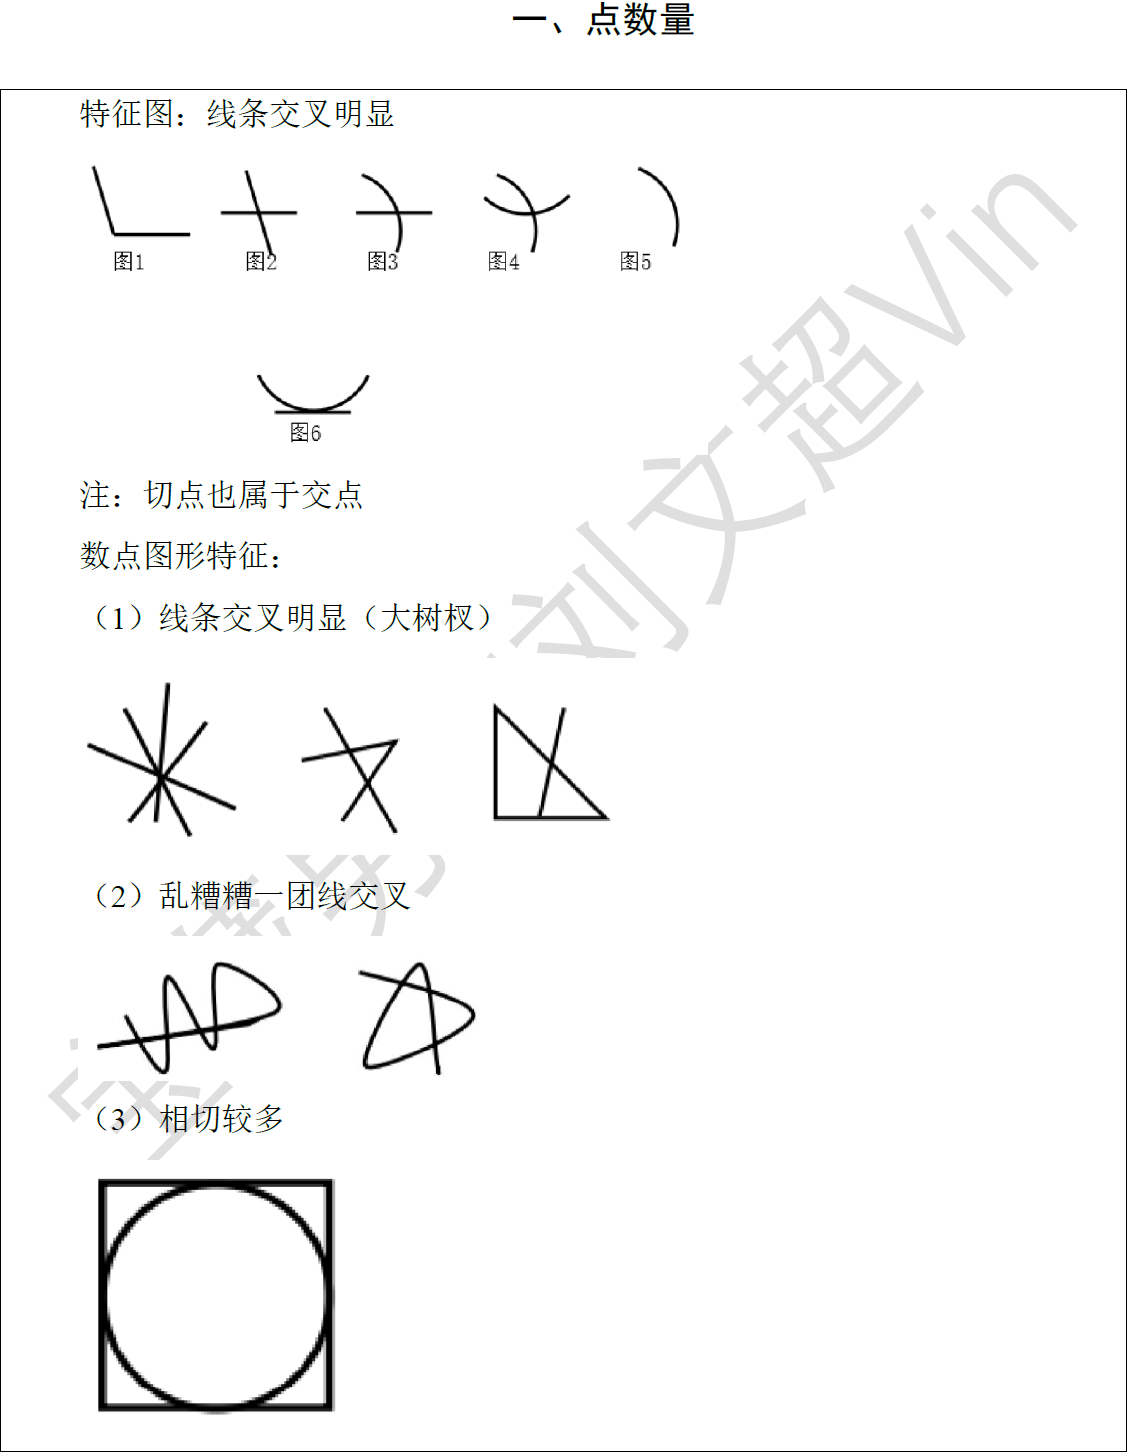 一、点数量
特征图：线条交叉明显
图1 图2 图3 图4 图5
图6
注：切点也属于交点
数点图形特征：
（1）线条交叉明显（大树杈）
（2）乱糟糟一团线交叉
（3）相切较多
刘文超Vin